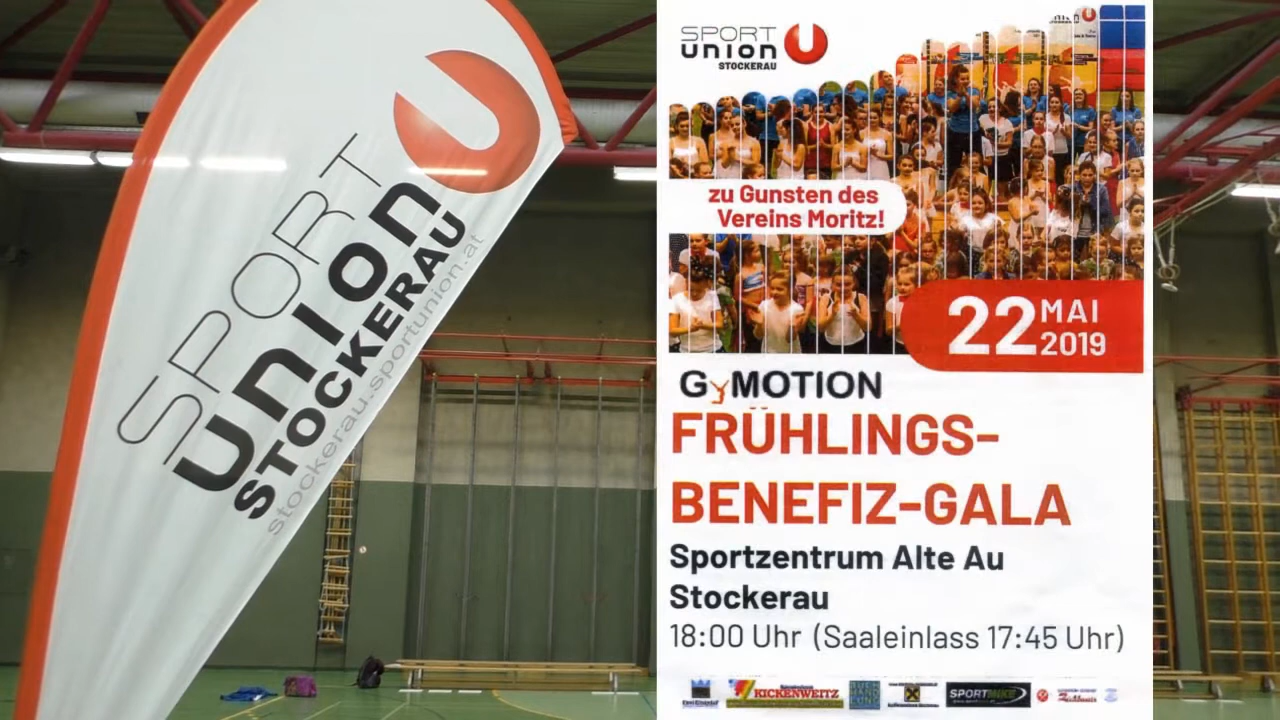 SPORT
UNION
STOCKERAU
stockerau.sportunion.at
SPORT
UNION
STOCKERAU
zu Gunsten des
Vereins Moritz!
22 MAI
2019
GYMOTION
FRÜHLINGS-
BENEFIZ-GALA
Sportzentrum Alte Au
Stockerau
18:00 Uhr (Saaleinlass 17:45 Uhr)
KICKENWEITZ
SPORTMIKE